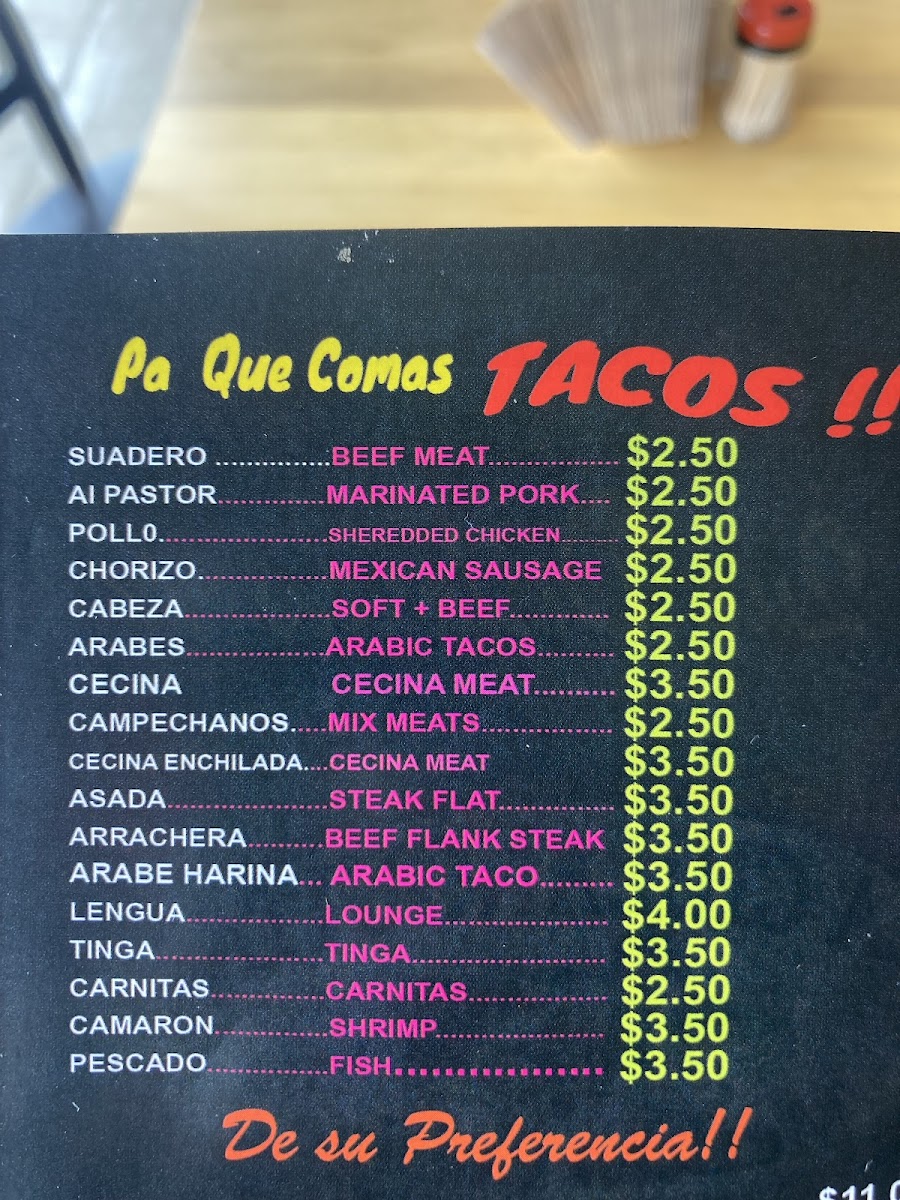 Pa Que Comas TACOS !!
SUADERO ...............BEEF MEAT................. $2.50
AI PASTOR..............MARINATED PORK.... $2.50
POLL0......................SHEREDDED CHICKEN.......... $2.50
CHORIZO.................MEXICAN SAUSAGE $2.50
CABEZA...................SOFT + BEEF............. $2.50
ARABES..................ARABIC TACOS.......... $2.50
CECINA CECINA MEAT.......... $3.50
CAMPECHANOS.....MIX MEATS................. $2.50
CECINA ENCHILADA....CECINA MEAT $3.50
ASADA.....................STEAK FLAT............... $3.50
ARRACHERA..........BEEF FLANK STEAK $3.50
ARABE HARINA... ARABIC TACO......... $3.50
LENGUA..................LOUNGE..................... $4.00
TINGA......................TINGA......................... $3.50
CARNITAS...............CARNITAS.................. $2.50
CAMARON...............SHRIMP...................... $3.50
PESCADO................FISH.................. $3.50
De su Preferencia!!